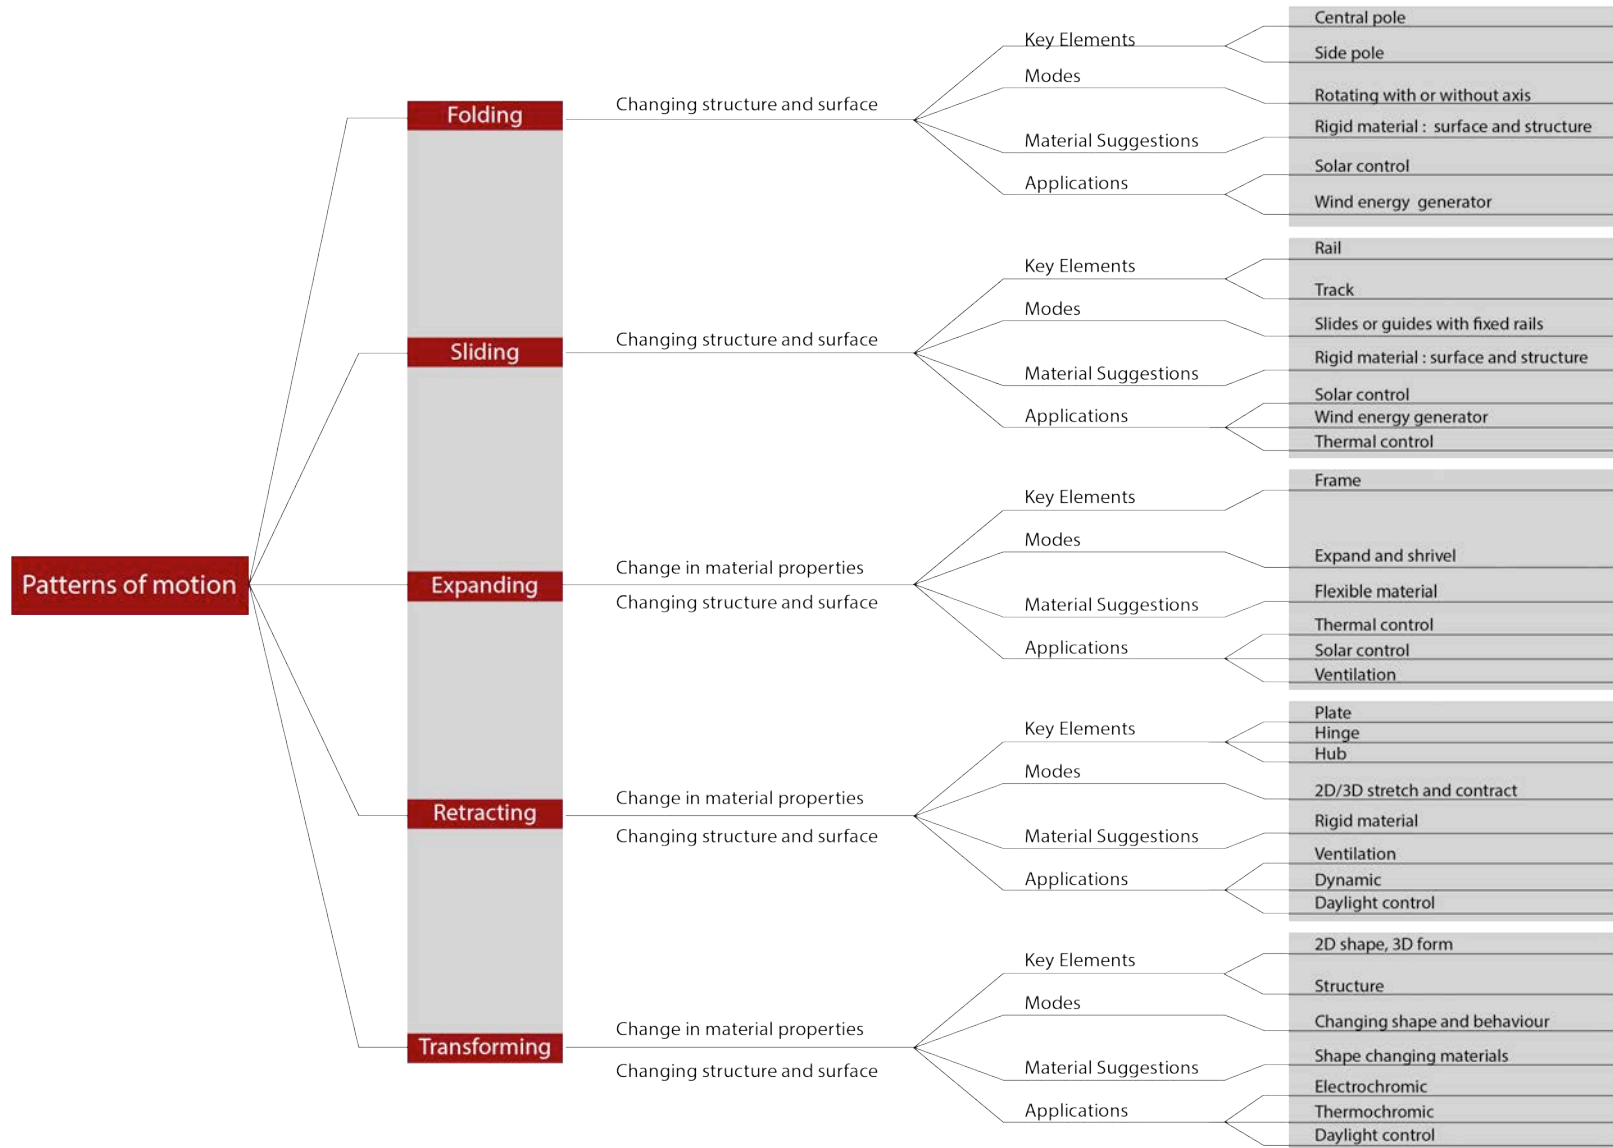 Patterns of motion
Folding
Changing structure and surface
Key Elements
Central pole
Side pole
Modes
Rotating with or without axis
Material Suggestions
Rigid material : surface and structure
Applications
Solar control
Wind energy generator
Sliding
Changing structure and surface
Key Elements
Rail
Track
Modes
Slides or guides with fixed rails
Material Suggestions
Rigid material : surface and structure
Applications
Solar control
Wind energy generator
Thermal control
Expanding
Change in material properties
Changing structure and surface
Key Elements
Frame
Modes
Expand and shrivel
Material Suggestions
Flexible material
Applications
Thermal control
Solar control
Ventilation
Retracting
Change in material properties
Changing structure and surface
Key Elements
Plate
Hinge
Hub
Modes
2D/3D stretch and contract
Material Suggestions
Rigid material
Applications
Ventilation
Dynamic
Daylight control
Transforming
Change in material properties
Changing structure and surface
Key Elements
2D shape, 3D form
Structure
Modes
Changing shape and behaviour
Material Suggestions
Shape changing materials
Applications
Electrochromic
Thermochromic
Daylight control